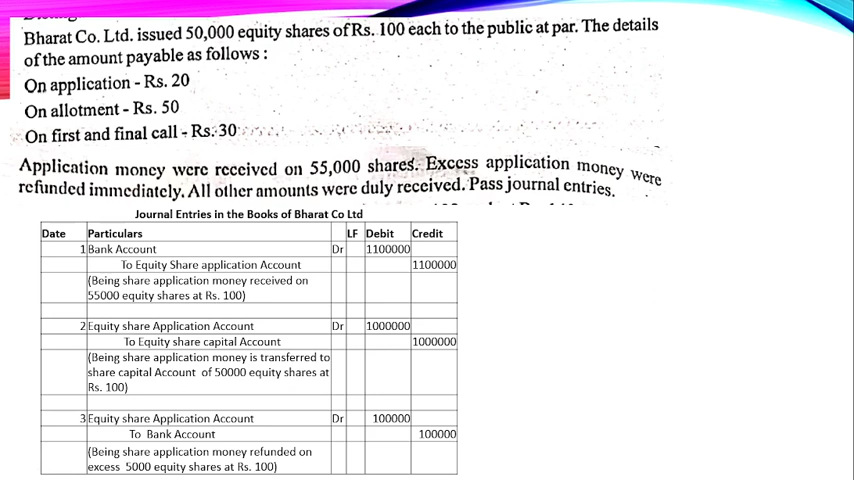 Bharat Co. Ltd. issued 50,000 equity shares of Rs. 100 each to the public at par. The details
of the amount payable as follows :
On application - Rs. 20
On allotment - Rs. 50
On first and final call - Rs. 30
Application money were received on 55,000 shares. Excess application money were
refunded immediately. All other amounts were duly received. Pass journal entries.
Journal Entries in the Books of Bharat Co Ltd
Date Particulars LF Debit Credit
1 Bank Account Dr 1100000
To Equity Share application Account 1100000
(Being share application money received on
55000 equity shares at Rs. 100)
2 Equity share Application Account Dr 1000000
To Equity share capital Account 1000000
(Being share application money is transferred to
share capital Account of 50000 equity shares at
Rs. 100)
3 Equity share Application Account Dr 100000
To Bank Account 100000
(Being share application money refunded on
excess 5000 equity shares at Rs. 100)